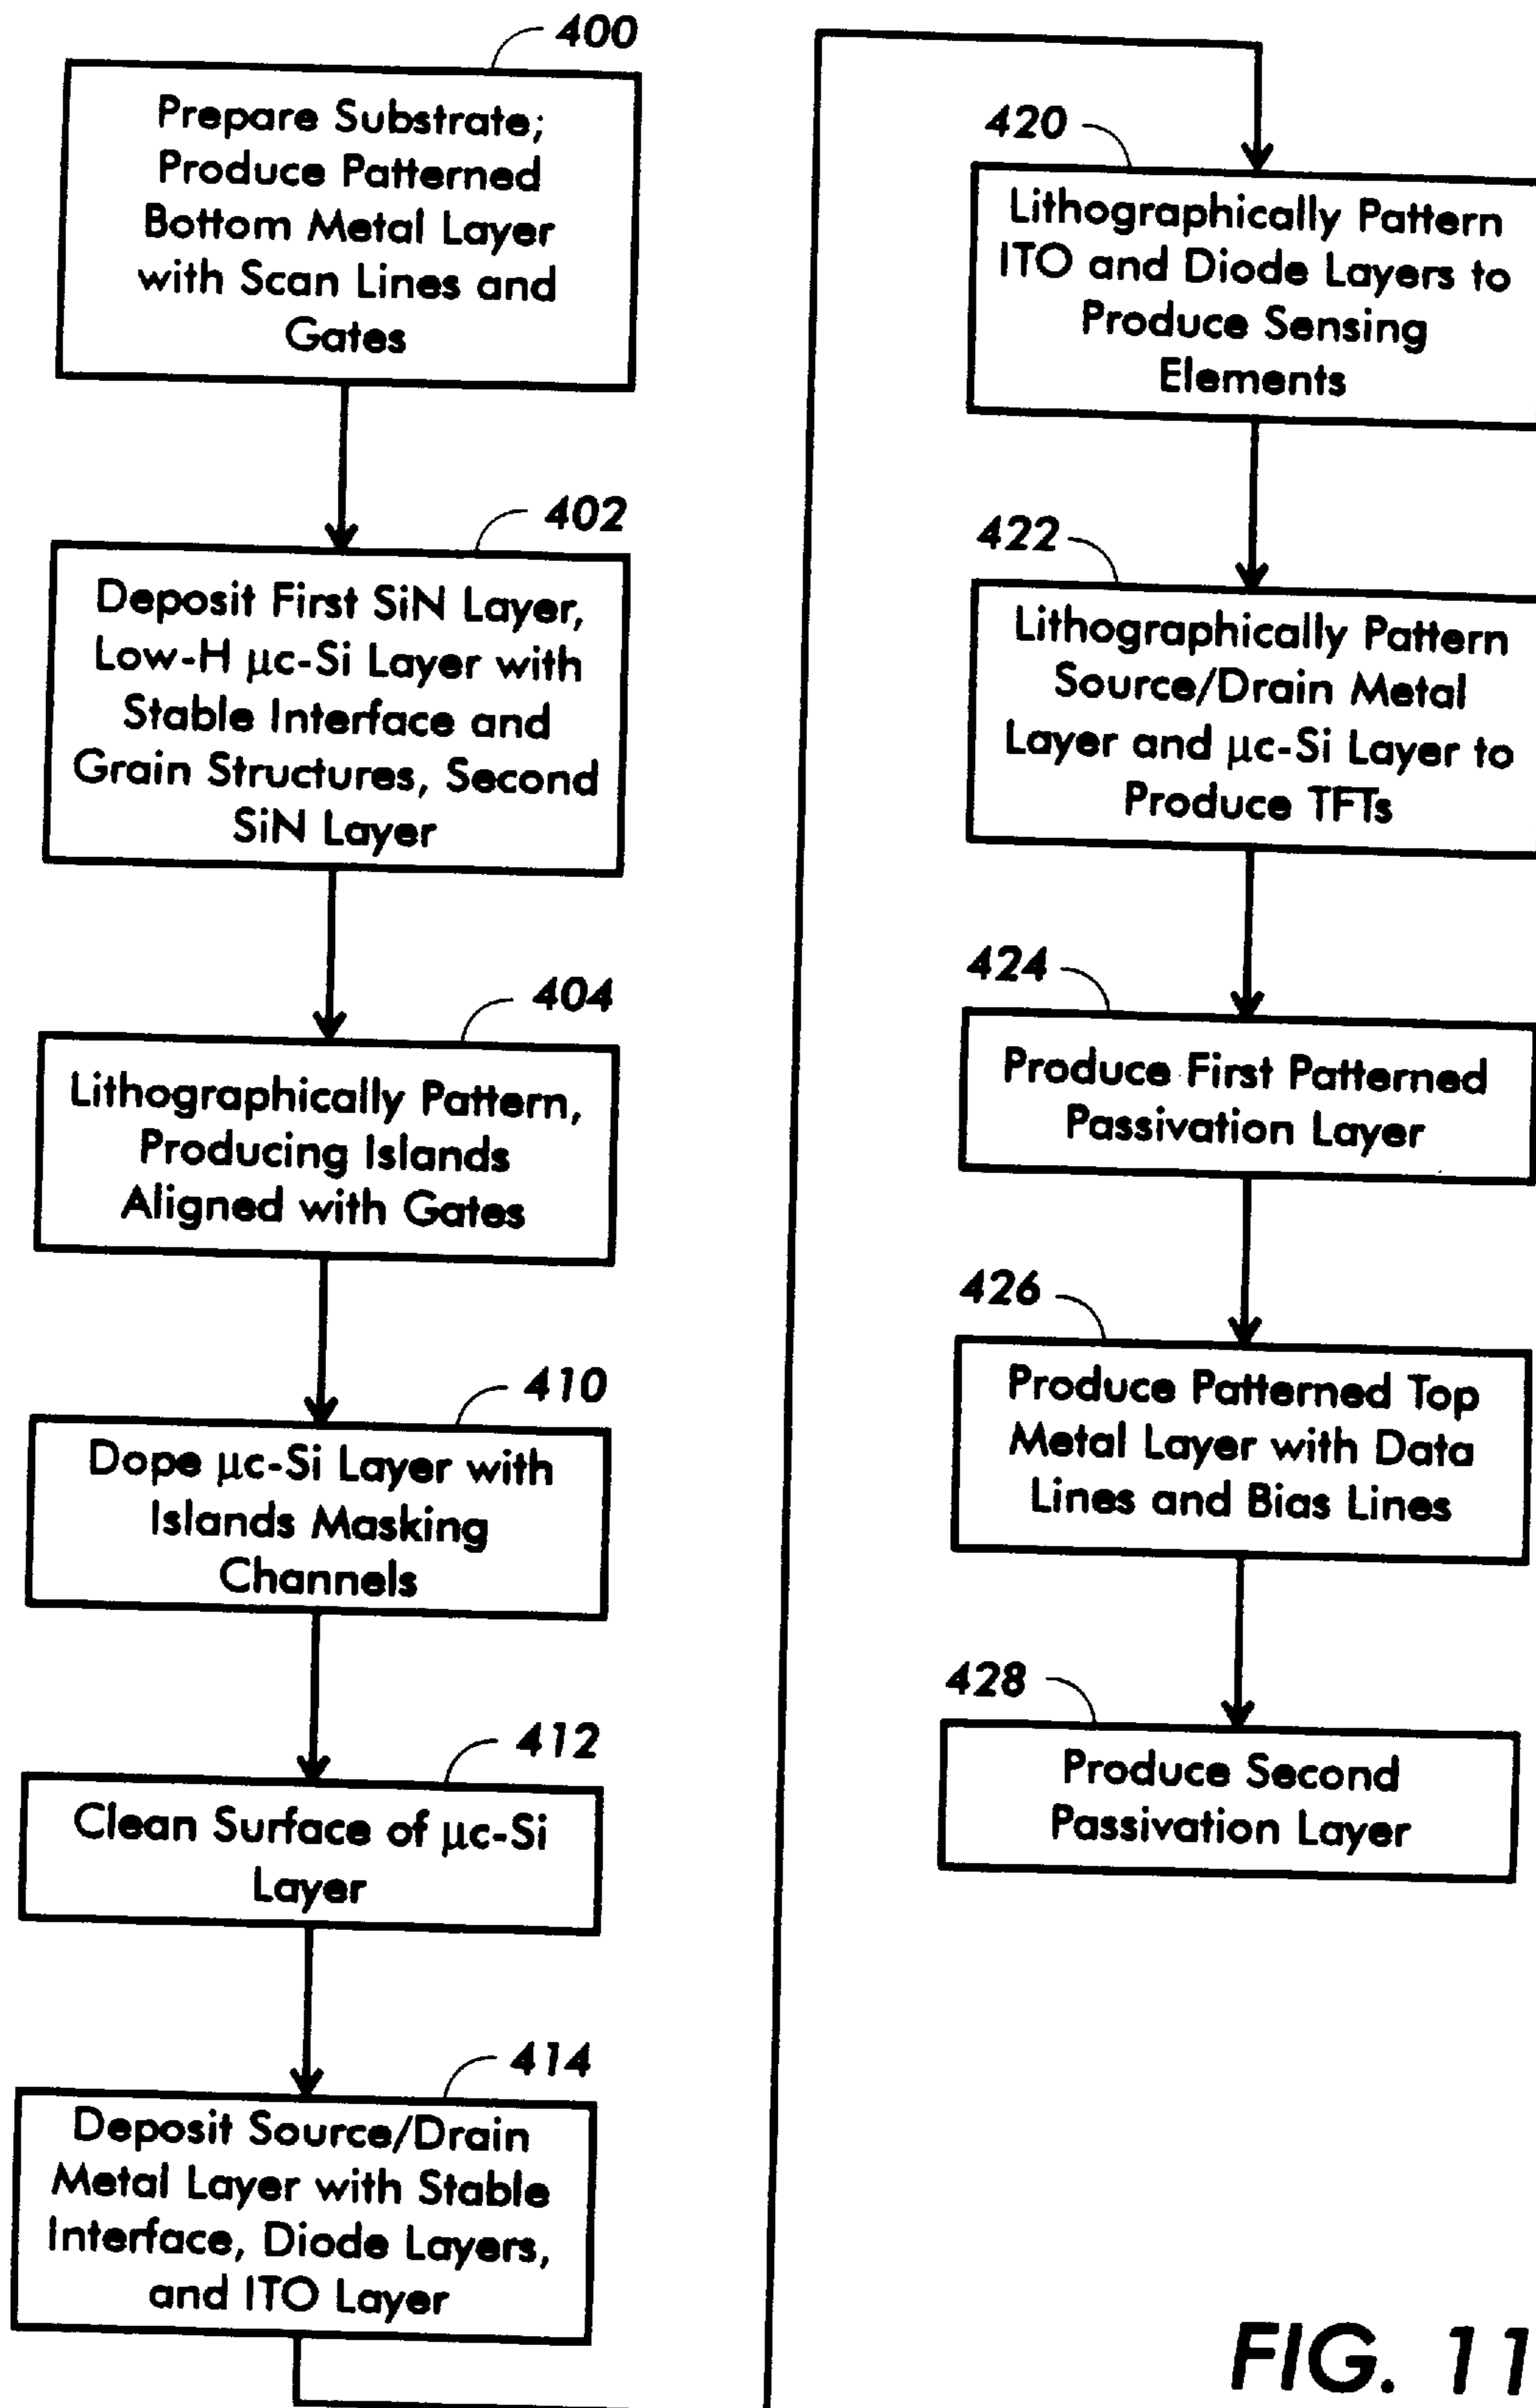 400
Prepare Substrate;
Produce Patterned
Bottom Metal Layer
with Scan Lines and
Gates
402
Deposit First SiN Layer,
Low-H µc-Si Layer with
Stable Interface and
Grain Structures, Second
SiN Layer
404
Lithographically Pattern,
Producing Islands
Aligned with Gates
410
Dope µc-Si Layer with
Islands Masking
Channels
412
Clean Surface of µc-Si
Layer
414
Deposit Source/Drain
Metal Layer with Stable
Interface, Diode Layers,
and ITO Layer
420
Lithographically Pattern
ITO and Diode Layers to
Produce Sensing
Elements
422
Lithographically Pattern
Source/Drain Metal
Layer and µc-Si Layer to
Produce TFTs
424
Produce First Patterned
Passivation Layer
426
Produce Patterned Top
Metal Layer with Data
Lines and Bias Lines
428
Produce Second
Passivation Layer
FIG. 11